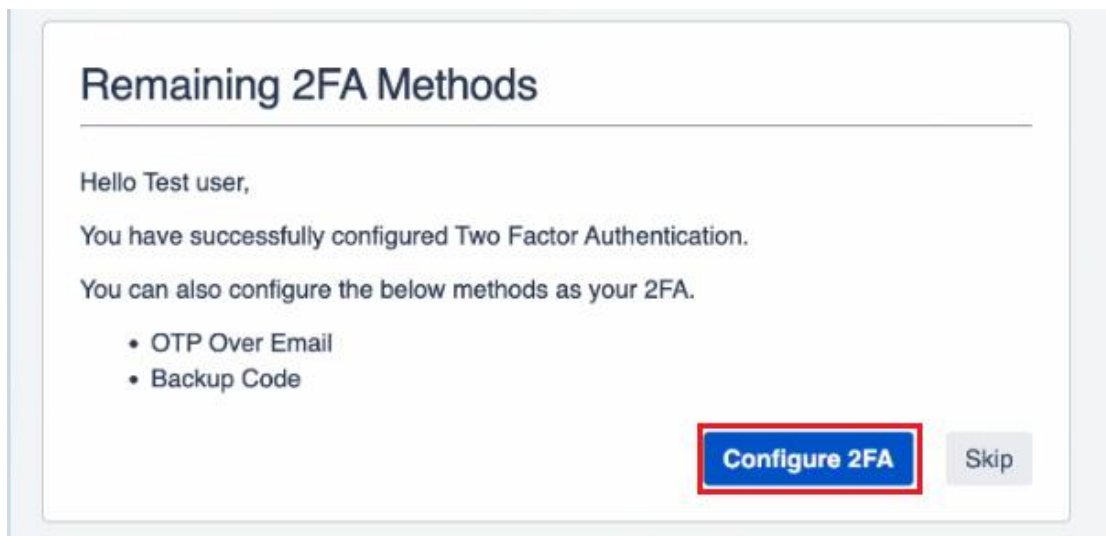 Remaining 2FA Methods
Hello Test user,
You have successfully configured Two Factor Authentication.
You can also configure the below methods as your 2FA.
• OTP Over Email
• Backup Code
Configure 2FA Skip